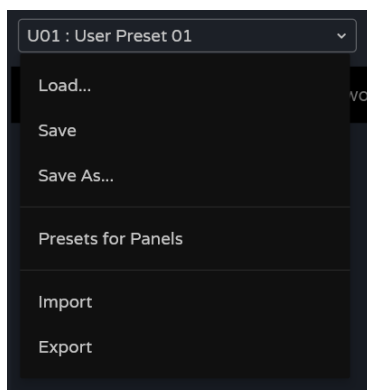 U01 : User Preset 01
Load...
Save
Save As...
Presets for Panels
Import
Export